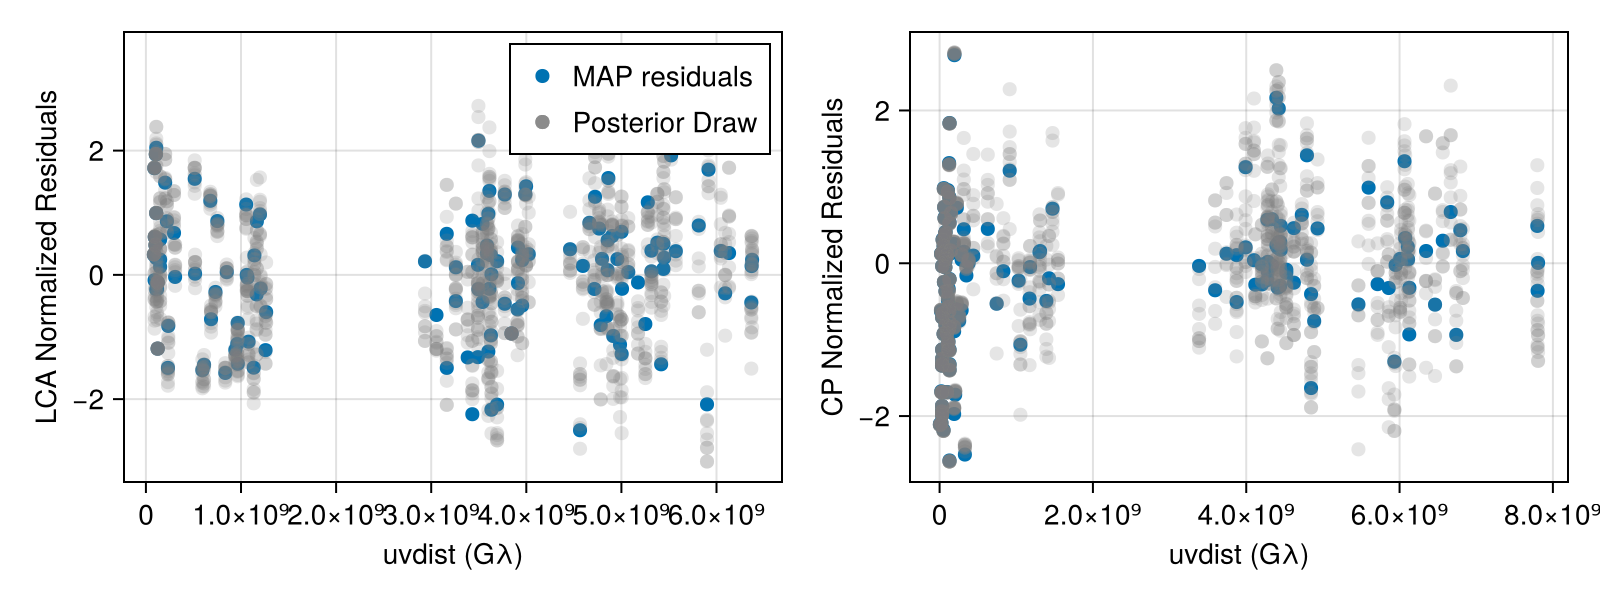 LCA Normalized Residuals
2
0
−2
MAP residuals
Posterior Draw
0 1.0×10⁹ 2.0×10⁹ 3.0×10⁹ 4.0×10⁹ 5.0×10⁹ 6.0×10⁹
uvdist (Gλ)
CP Normalized Residuals
2
0
−2
0 2.0×10⁹ 4.0×10⁹ 6.0×10⁹ 8.0×10⁹
uvdist (Gλ)